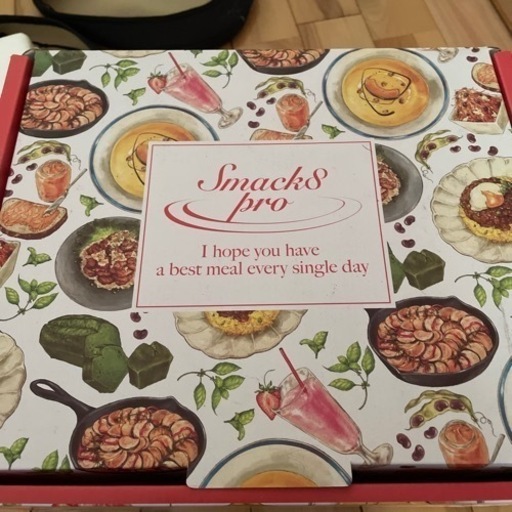 Smack8
pro
I hope you have
a best meal every single day